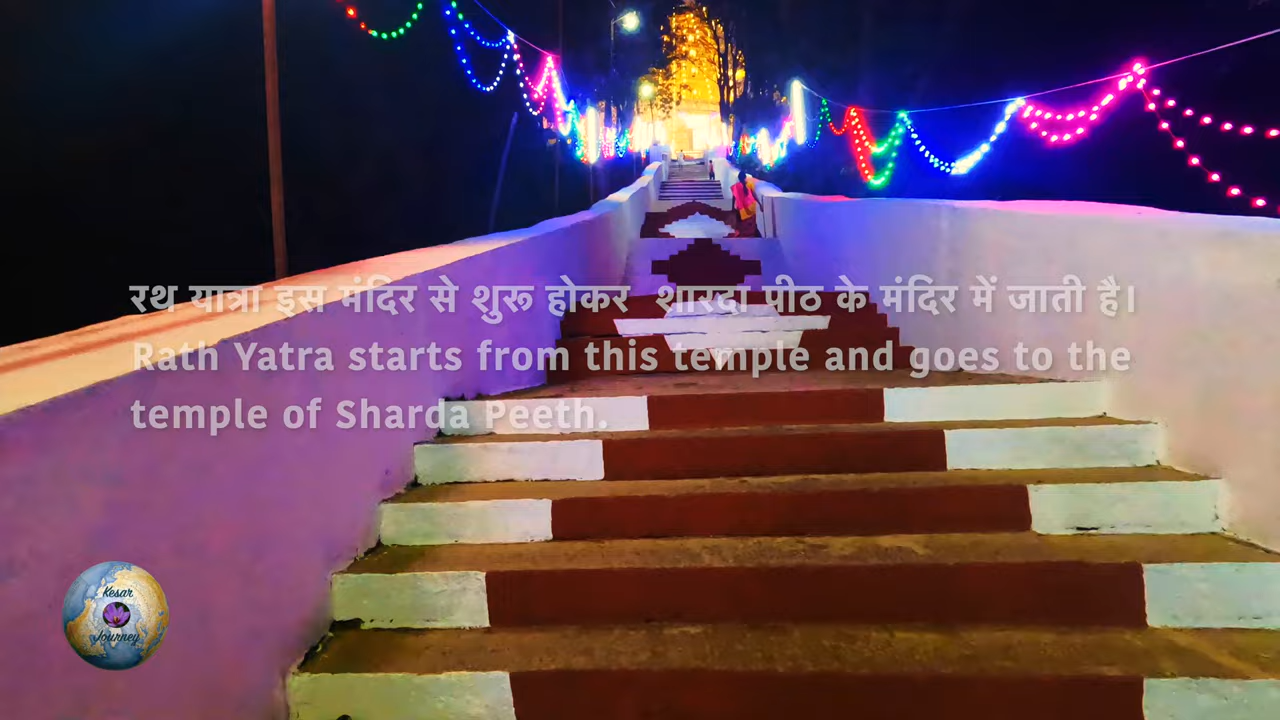 रथ यात्रा इस मंदिर से शुरू होकर शारदा पीठ के मंदिर में जाती है।
Rath Yatra starts from this temple and goes to the
temple of Sharda Peeth.
Kesar
Journey